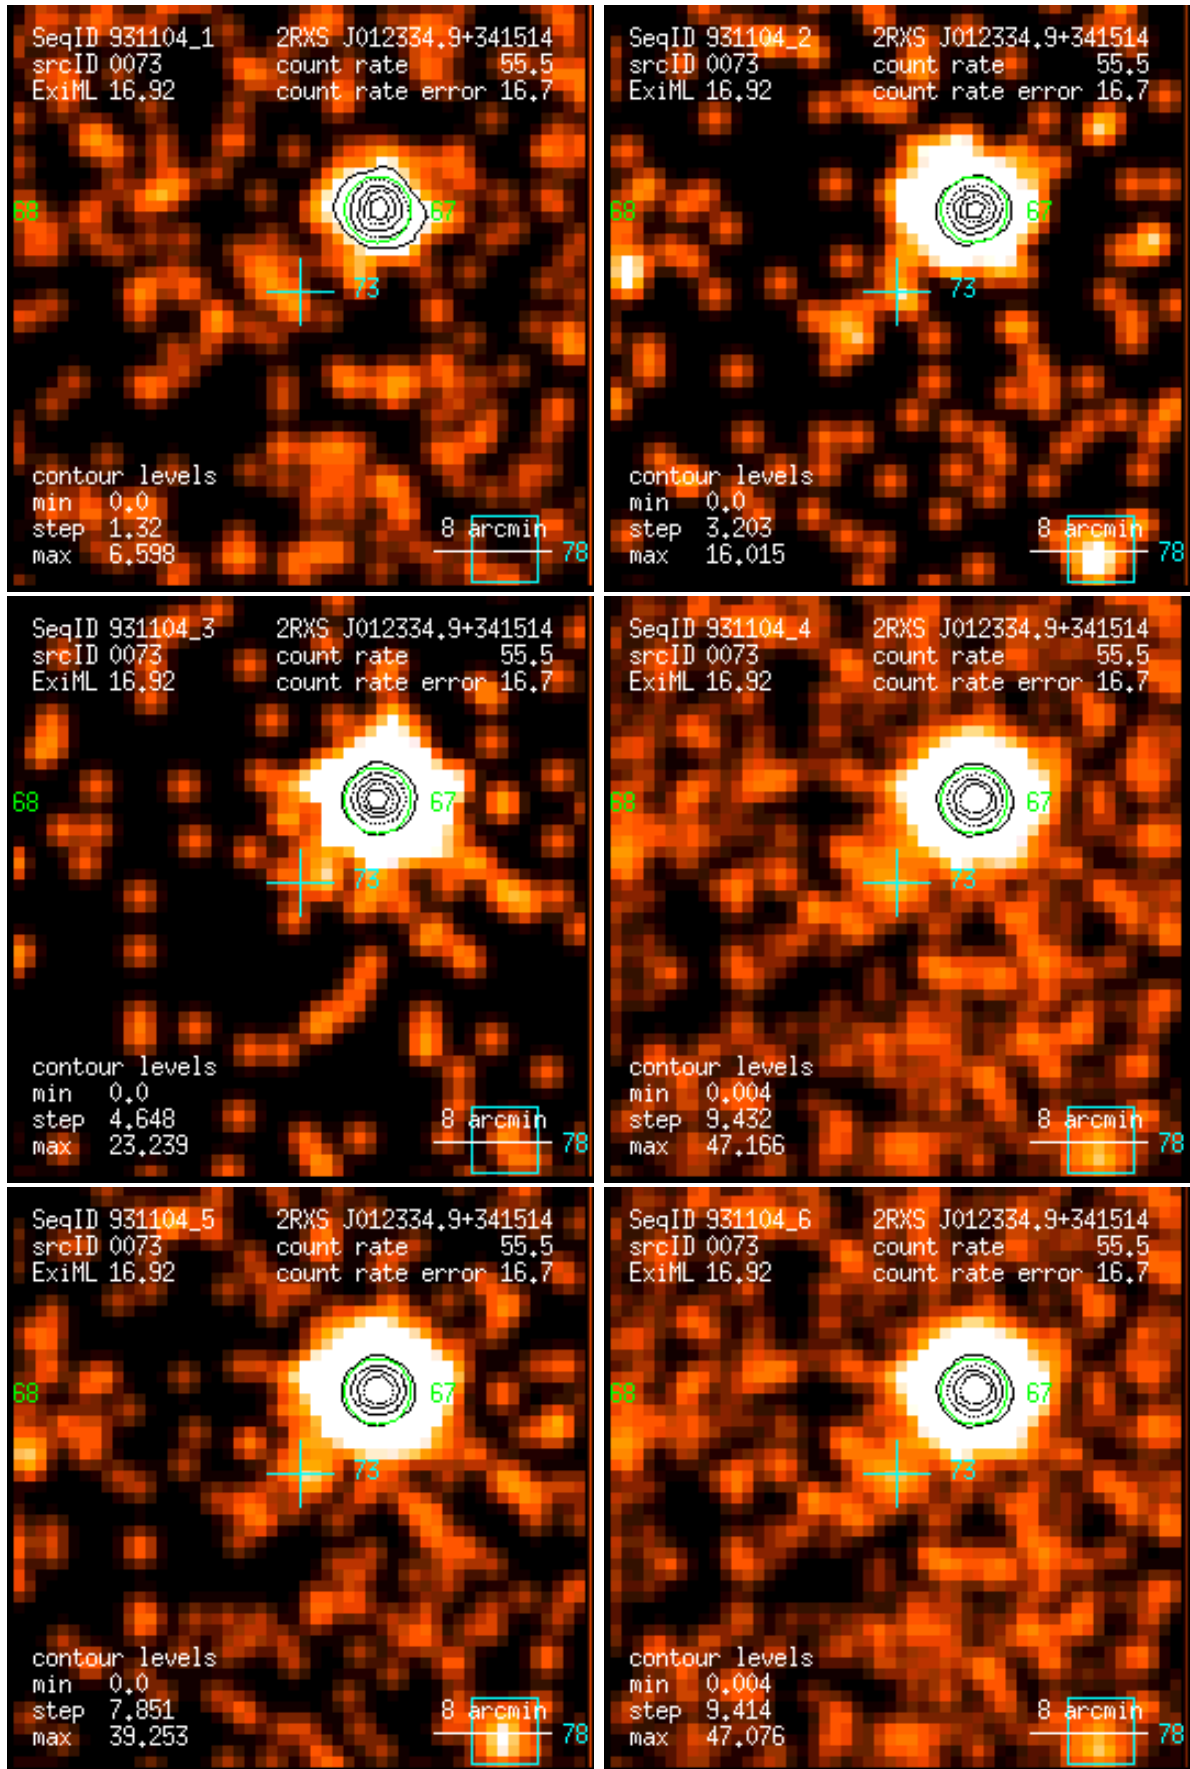 SeqID 931104_1 2RXS J012334.9+341514
srcID 0073 count rate 55.5
ExiML 16.92 count rate error 16.7
68 67
73
contour levels
min 0.0
step 1.32 8 arcmin
max 6.598 78
SeqID 931104_2 2RXS J012334.9+341514
srcID 0073 count rate 55.5
ExiML 16.92 count rate error 16.7
68 67
73
contour levels
min 0.0
step 3.203 8 arcmin
max 16.015 78
SeqID 931104_3 2RXS J012334.9+341514
srcID 0073 count rate 55.5
ExiML 16.92 count rate error 16.7
68 67
73
contour levels
min 0.0
step 4.648 8 arcmin
max 23.239 78
SeqID 931104_4 2RXS J012334.9+341514
srcID 0073 count rate 55.5
ExiML 16.92 count rate error 16.7
68 67
73
contour levels
min 0.004
step 9.432 8 arcmin
max 47.166 78
SeqID 931104_5 2RXS J012334.9+341514
srcID 0073 count rate 55.5
ExiML 16.92 count rate error 16.7
68 67
73
contour levels
min 0.0
step 7.851 8 arcmin
max 39.253 78
SeqID 931104_6 2RXS J012334.9+341514
srcID 0073 count rate 55.5
ExiML 16.92 count rate error 16.7
68 67
73
contour levels
min 0.004
step 9.414 8 arcmin
max 47.076 78